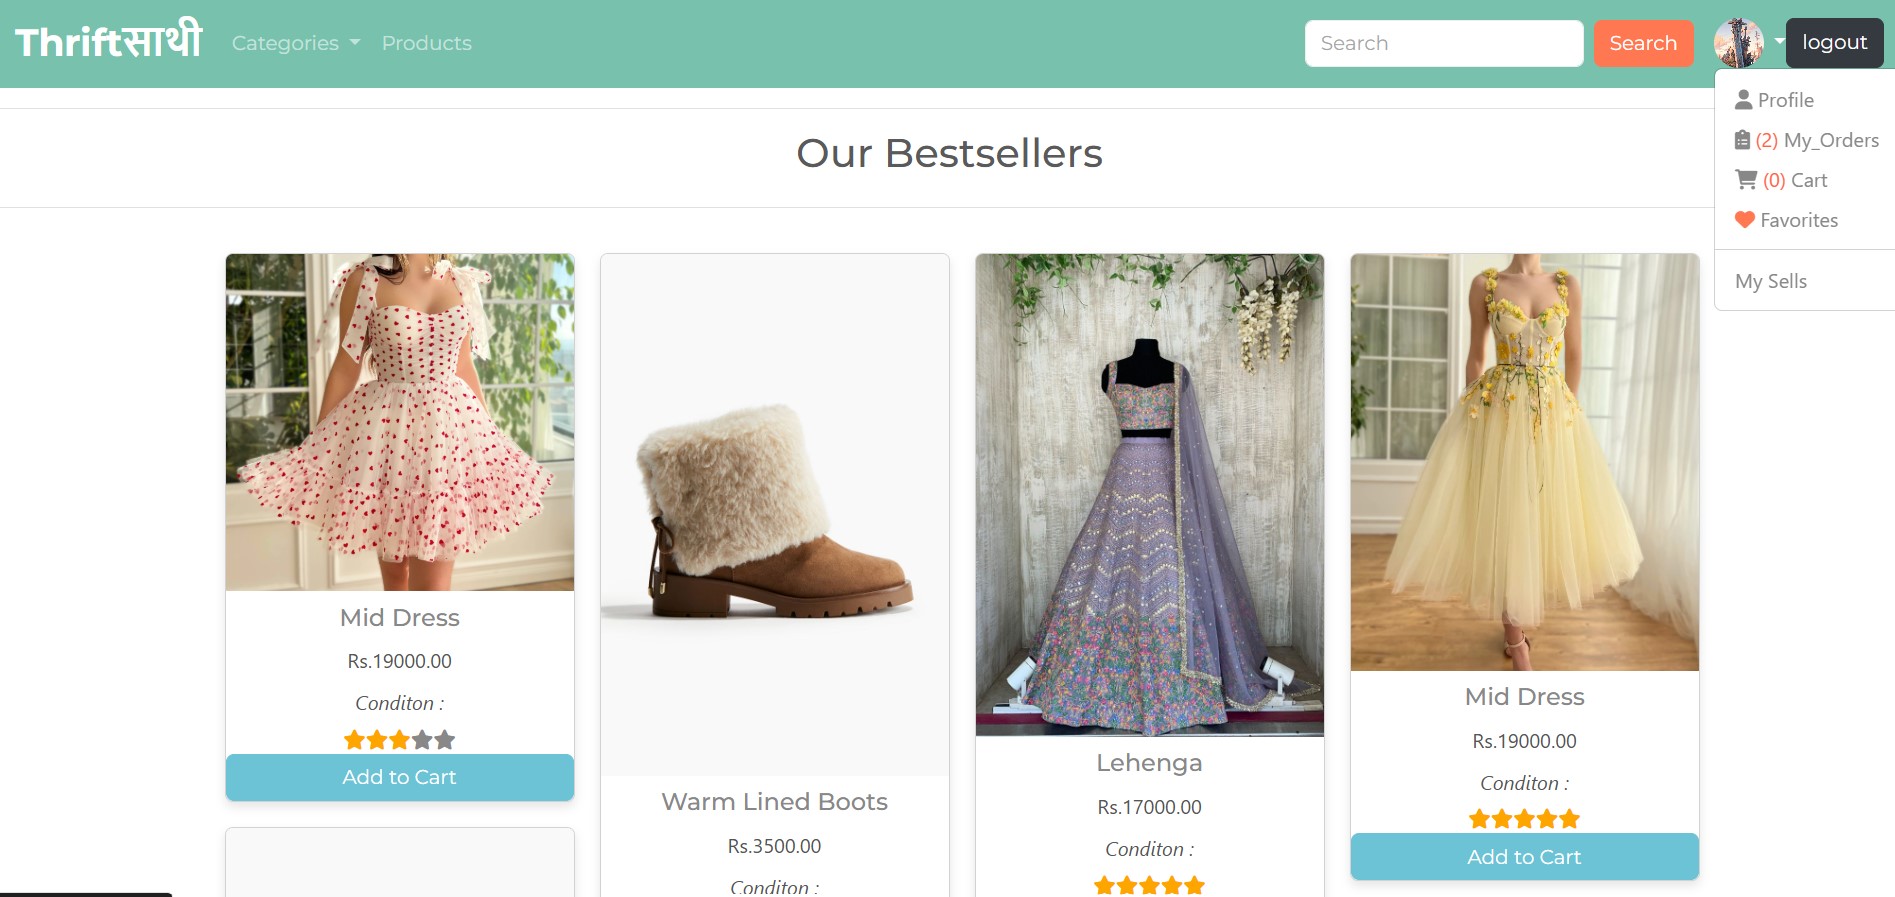 Thriftसाथी Categories Products Search Search logout
Profile
(2) My_Orders
(0) Cart
Favorites
My Sells
Our Bestsellers
Mid Dress
Rs.19000.00
Conditon :
Add to Cart
Warm Lined Boots
Rs.3500.00
Conditon :
Lehenga
Rs.17000.00
Conditon :
Mid Dress
Rs.19000.00
Conditon :
Add to Cart